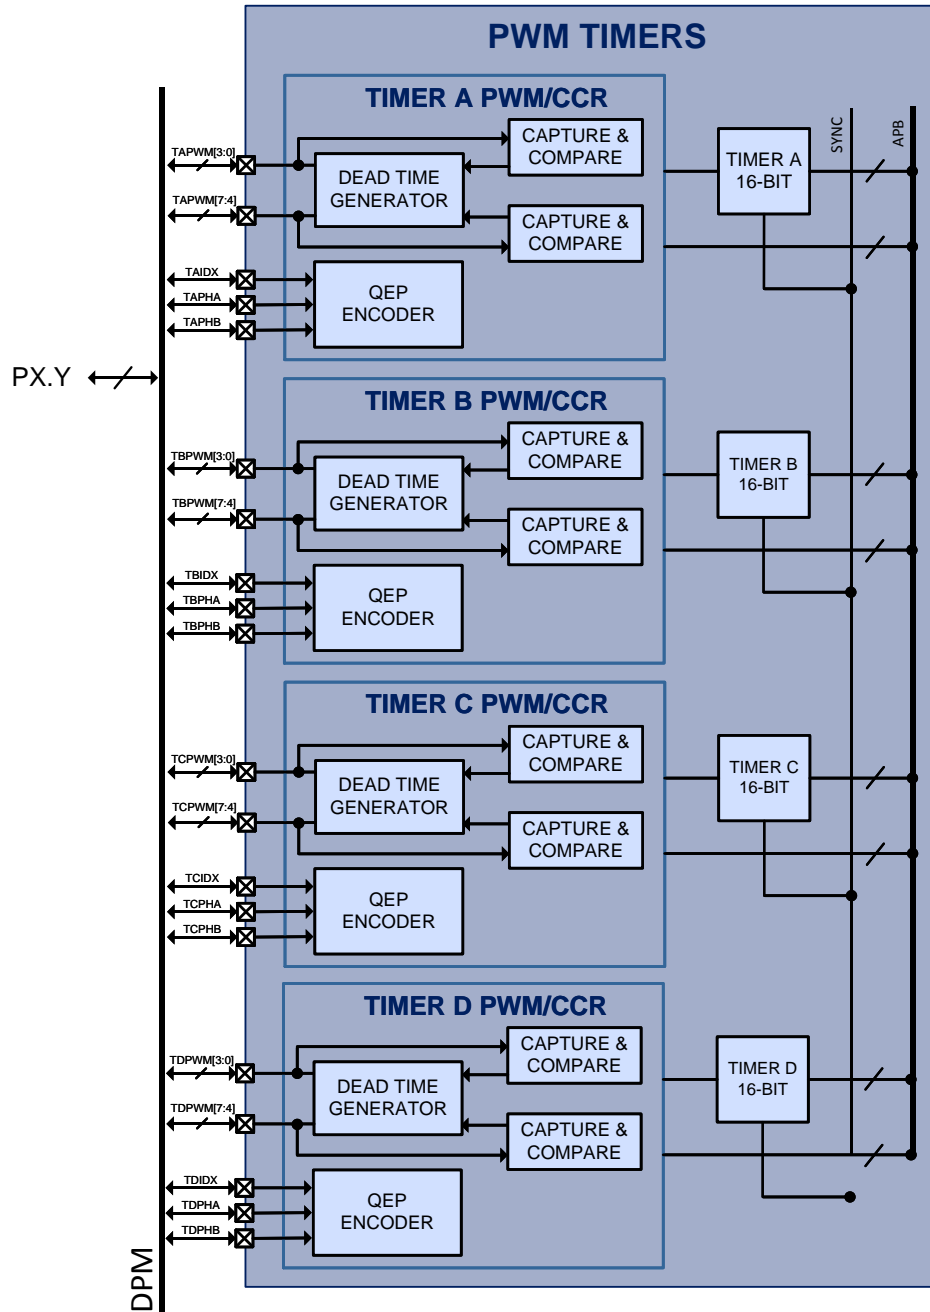 PWM TIMERS
TIMER A PWM/CCR
CAPTURE &
COMPARE
DEAD TIME
GENERATOR
CAPTURE &
COMPARE
QEP
ENCODER
TAPWM[3:0]
TAPWM[7:4]
TAIDX
TAPHA
TAPHB
TIMER A
16-BIT
SYNC
APB
PX.Y
TIMER B PWM/CCR
CAPTURE &
COMPARE
DEAD TIME
GENERATOR
CAPTURE &
COMPARE
QEP
ENCODER
TBPWM[3:0]
TBPWM[7:4]
TBIDX
TBPHA
TBPHB
TIMER B
16-BIT
TIMER C PWM/CCR
CAPTURE &
COMPARE
DEAD TIME
GENERATOR
CAPTURE &
COMPARE
QEP
ENCODER
TCPWM[3:0]
TCPWM[7:4]
TCIDX
TCPHA
TCPHB
TIMER C
16-BIT
TIMER D PWM/CCR
CAPTURE &
COMPARE
DEAD TIME
GENERATOR
CAPTURE &
COMPARE
QEP
ENCODER
TDPWM[3:0]
TDPWM[7:4]
TDIDX
TDPHA
TDPHB
TIMER D
16-BIT
DPM